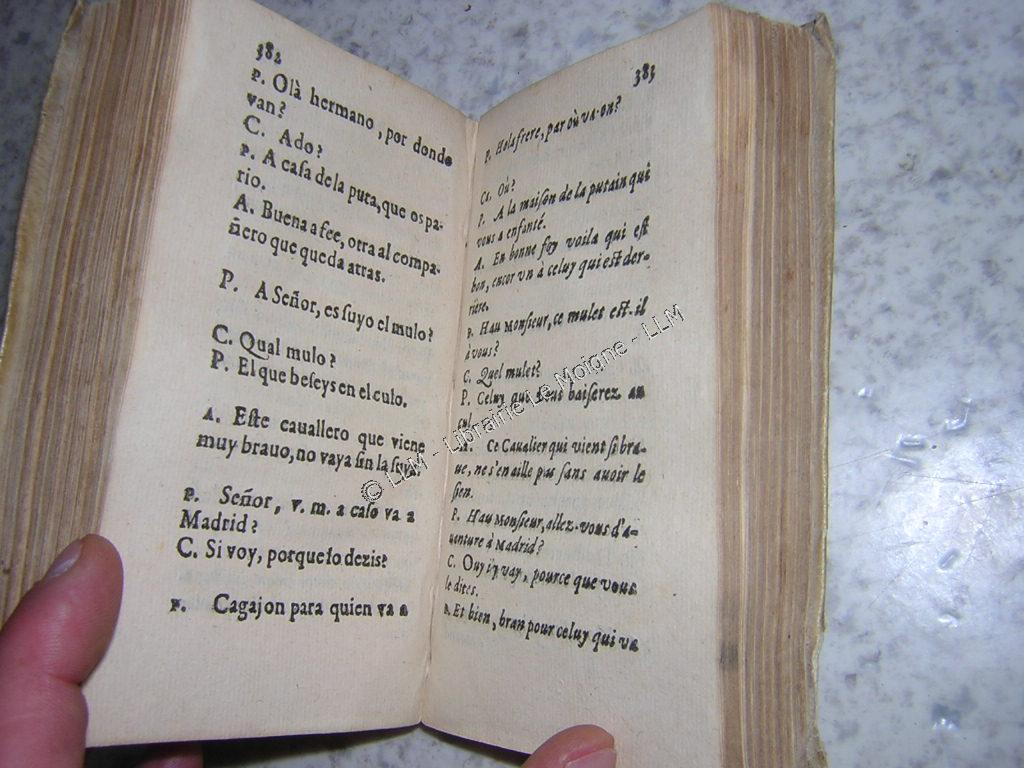 382
P. Olà hermano, por donde
van?
C. Ado?
P. A casa de la puta, que os pa-
rio.
A. Buena a fee, otra al compa-
ñero que queda atras.
P. A Señor, es suyo el mulo?
C. Qual mulo?
P. El que beseys en el culo.
A. Este cauallero que viene
muy brauo, no vaya sin la suya.
P. Señor, v. m. a caso va a
Madrid?
C. Si voy, porque lo dezis?
P. Cagajon para quien va a
383
P. Hola frere, par où va-on?
C. Où?
P. A la maison de la putain qui
vous a enfanté.
A. En bonne foy voila qui est
bon, encor vn à celuy qui est der-
riere.
P. Hau Monsieur, ce mulet est-il
à vous?
C. Quel mulet?
P. Celuy que vous baiserez au
cul.
A. Ce Caualier qui vient si bra-
ue, ne s'en aille pas sans auoir le
sien.
P. Hau Monsieur, allez-vous d'a-
uenture à Madrid?
C. Ouy i'y vay, pource que vous
le dites.
P. Et bien, bran pour celuy qui va
© LLM - Librairie Le Moigne - LLM